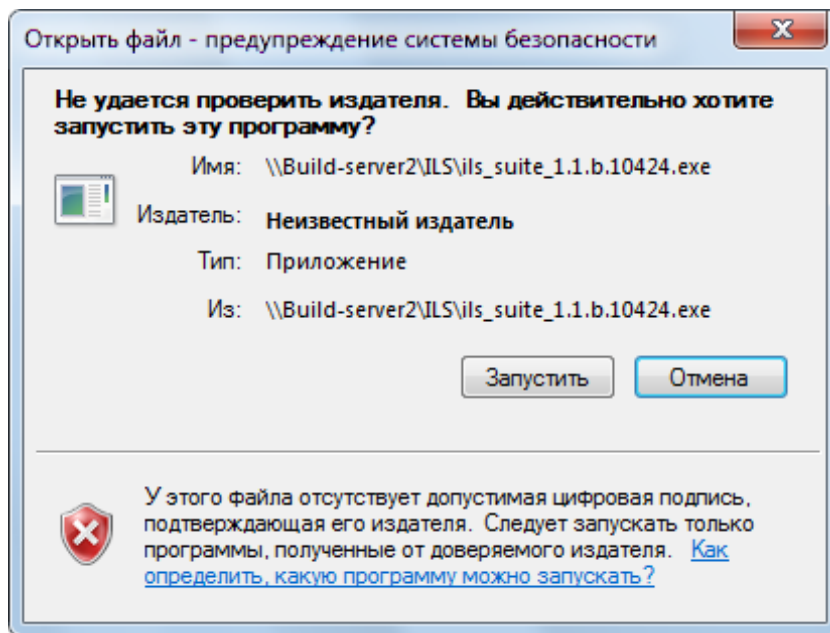 Открыть файл - предупреждение системы безопасности
Не удается проверить издателя. Вы действительно хотите
запустить эту программу?
Имя: \\Build-server2\ILS\ils_suite_1.1.b.10424.exe
Издатель: Неизвестный издатель
Тип: Приложение
Из: \\Build-server2\ILS\ils_suite_1.1.b.10424.exe
Запустить Отмена
У этого файла отсутствует допустимая цифровая подпись,
подтверждающая его издателя. Следует запускать только
программы, полученные от доверяемого издателя. Как
определить, какую программу можно запускать?